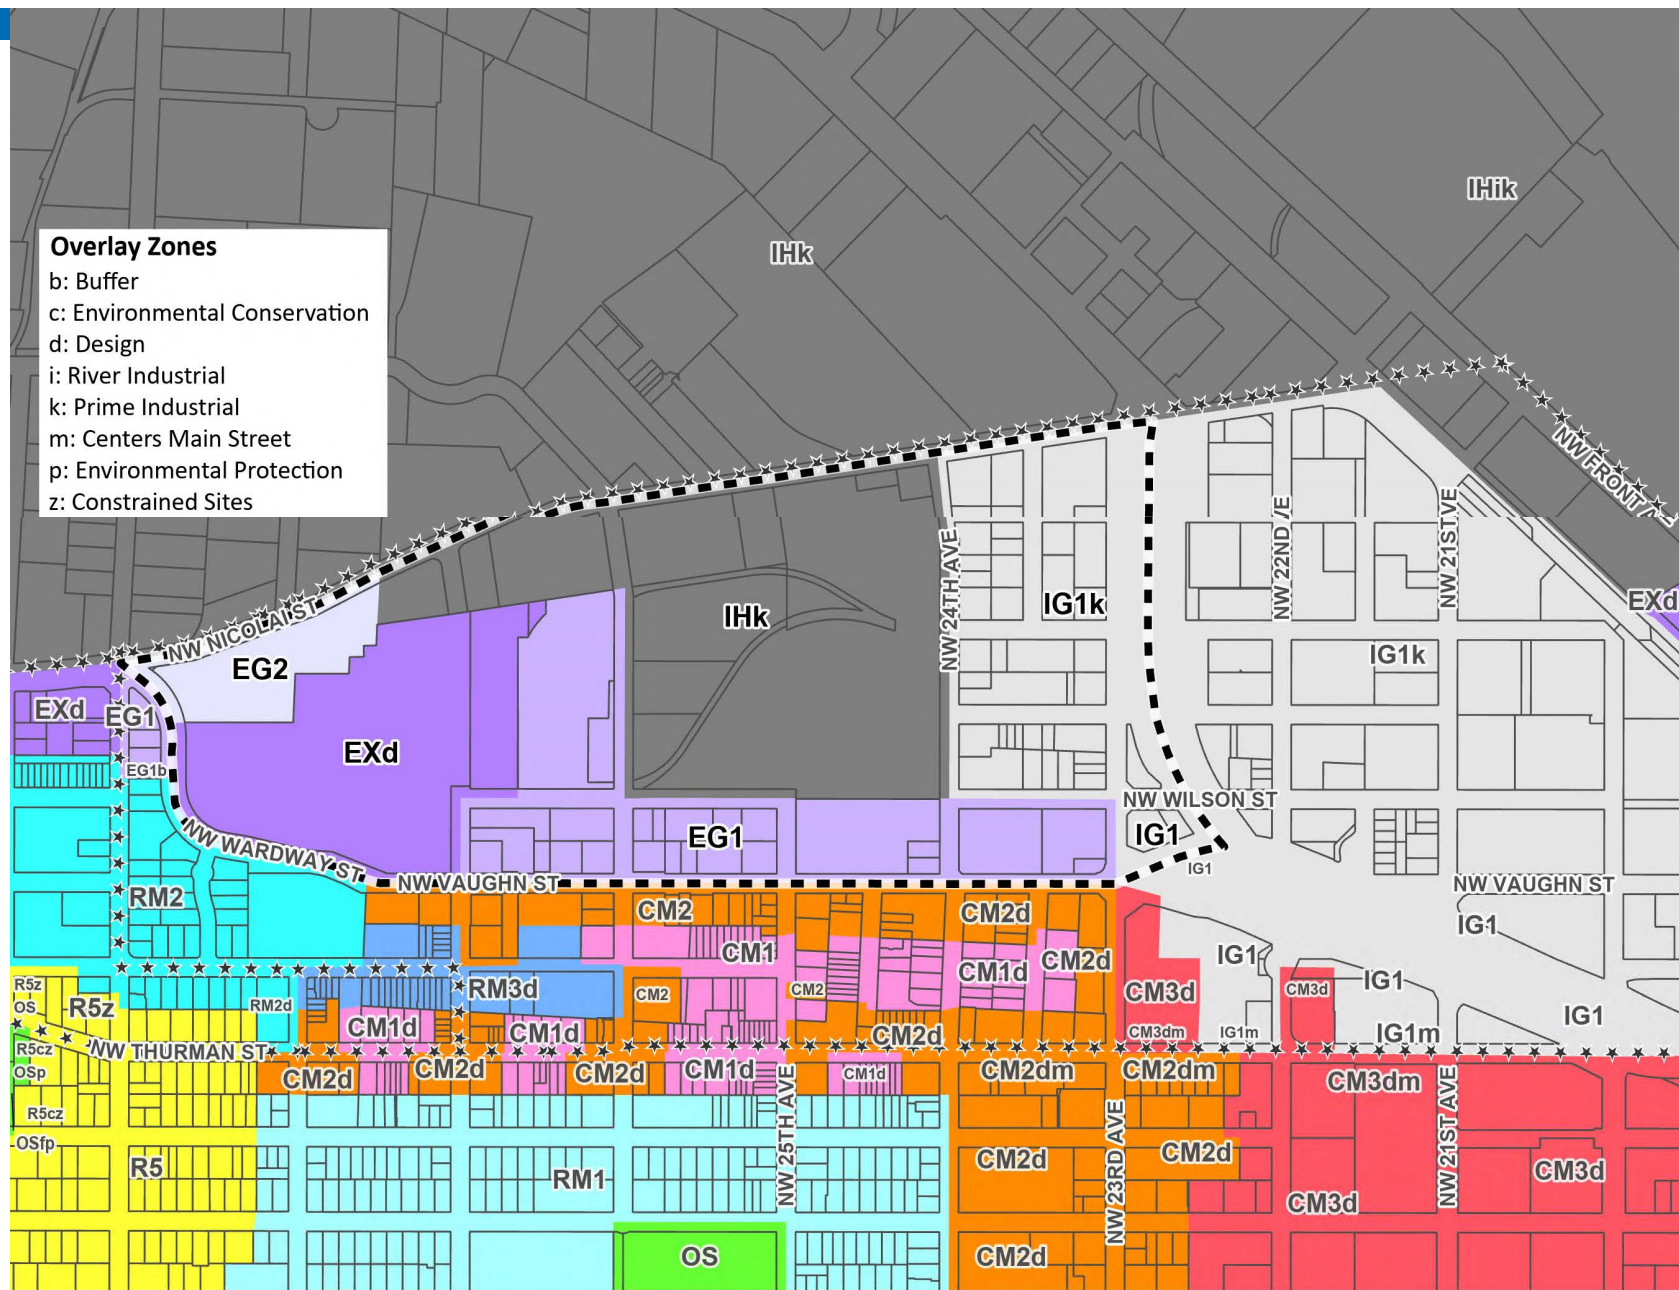 IHik
IHk
Overlay Zones
b: Buffer
c: Environmental Conservation
d: Design
i: River Industrial
k: Prime Industrial
m: Centers Main Street
p: Environmental Protection
z: Constrained Sites
NW FRONT
NW 24TH AVE
NW 22ND
NW 21ST
IG1k
IHk
EXd
NW NICOLAI ST
EG2
IG1k
EXd
EG1
EXd
EG1b
NW WILSON ST
IG1
EG1
NW WARDWAY ST
IG1
NW VAUGHN ST
NW VAUGHN ST
RM2
CM2
CM2d
IG1
CM1
IG1
CM2d
CM1d
IG1
R5z
RM3d
CM2
CM2
CM3d
CM3d
OS
R5z
RM2d
IG1
CM1d
CM1d
CM2d
CM3dm
IG1m
IG1m
R5cz
NW THURMAN ST
OSp
CM2d
CM2d
CM2d
CM1d
CM1d
CM2dm
CM2dm
CM3dm
R5cz
NW 25TH AVE
NW 23RD AVE
NW 21ST AVE
OSfp
R5
RM1
CM2d
CM2d
CM3d
CM3d
OS
CM2d